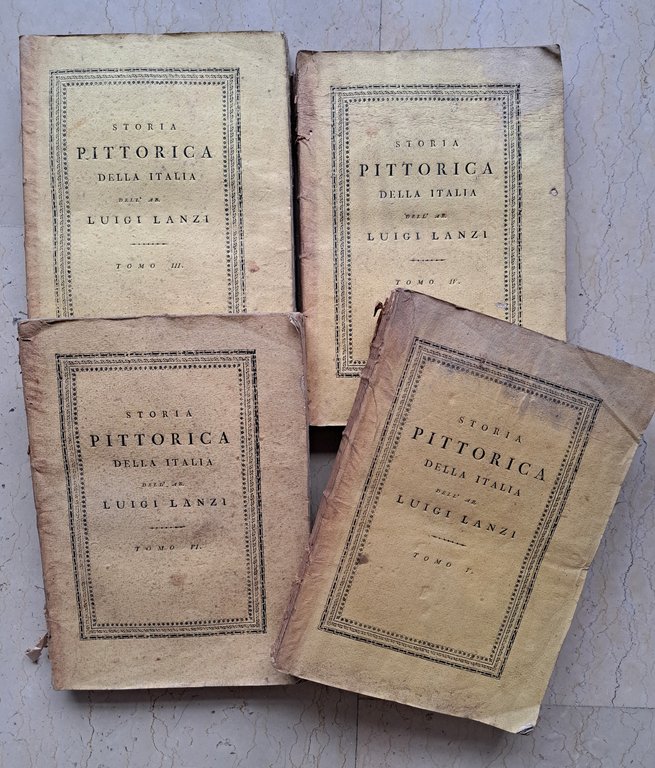 STORIA
PITTORICA
DELLA ITALIA
DELL' AB.
LUIGI LANZI
TOMO III.
STORIA
PITTORICA
DELLA ITALIA
DELL' AB.
LUIGI LANZI
TOMO IV.
STORIA
PITTORICA
DELLA ITALIA
DELL' AB.
LUIGI LANZI
TOMO VI.
STORIA
PITTORICA
DELLA ITALIA
DELL' AB.
LUIGI LANZI
TOMO V.